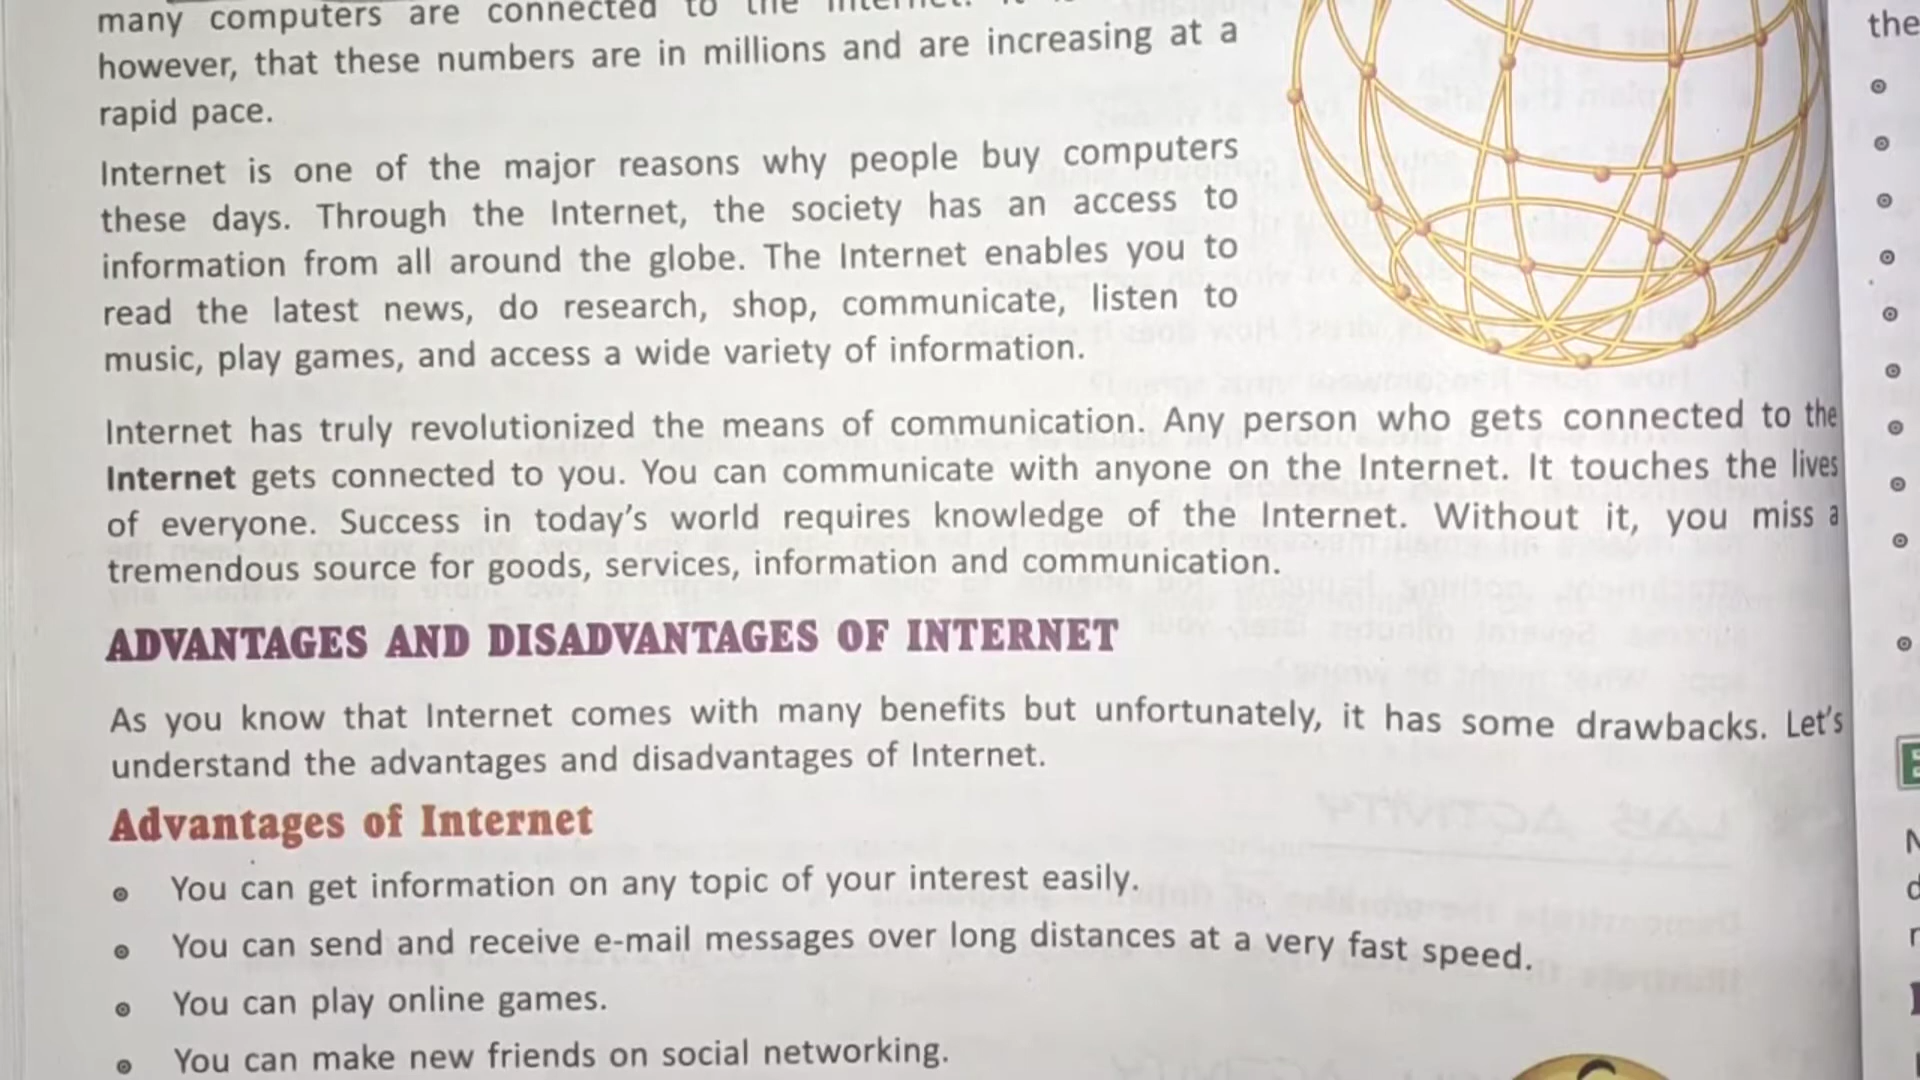 many computers are connected to the
however, that these numbers are in millions and are increasing at a
rapid pace.
Internet is one of the major reasons why people buy computers
these days. Through the Internet, the society has an access to
information from all around the globe. The Internet enables you to
read the latest news, do research, shop, communicate, listen to
music, play games, and access a wide variety of information.
Internet has truly revolutionized the means of communication. Any person who gets connected to the
Internet gets connected to you. You can communicate with anyone on the Internet. It touches the lives
of everyone. Success in today's world requires knowledge of the Internet. Without it, you miss a
tremendous source for goods, services, information and communication.
ADVANTAGES AND DISADVANTAGES OF INTERNET
As you know that Internet comes with many benefits but unfortunately, it has some drawbacks. Let's
understand the advantages and disadvantages of Internet.
Advantages of Internet
You can get information on any topic of your interest easily.
You can send and receive e-mail messages over long distances at a very fast speed.
You can play online games.
You can make new friends on social networking.
the